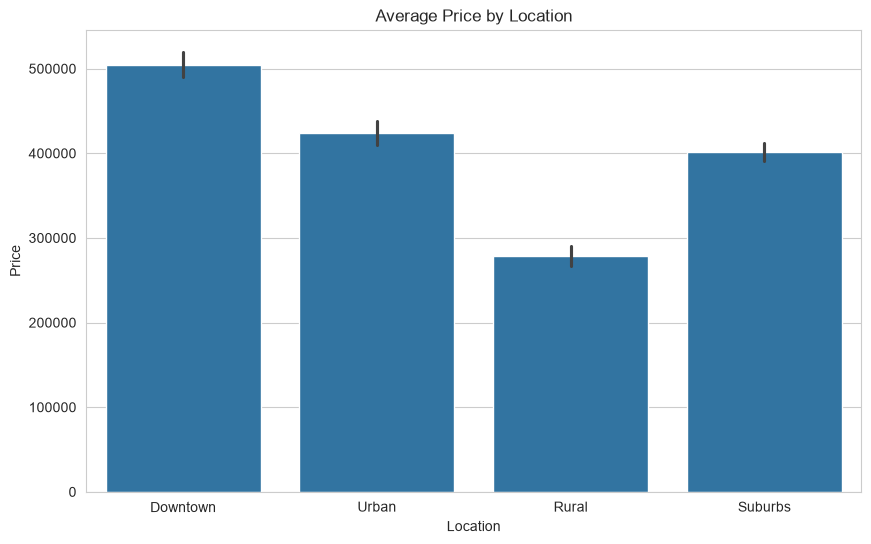 Average Price by Location
Price
500000
400000
300000
200000
100000
0
Downtown
Urban
Rural
Suburbs
Location